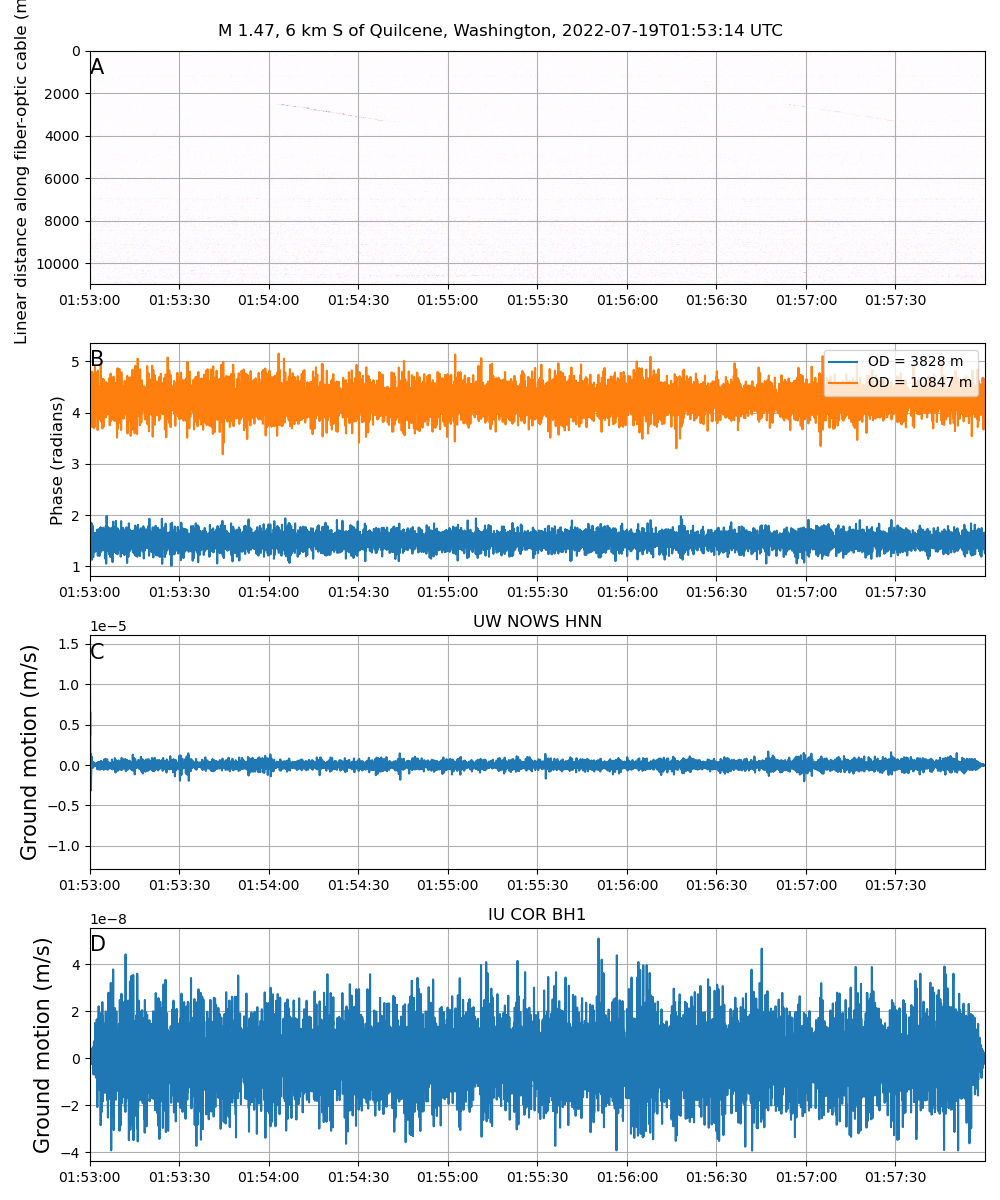 M 1.47, 6 km S of Quilcene, Washington, 2022-07-19T01:53:14 UTC
Linear distance along fiber-optic cable (m
A
0
2000
4000
6000
8000
10000
01:53:00 01:53:30 01:54:00 01:54:30 01:55:00 01:55:30 01:56:00 01:56:30 01:57:00 01:57:30
Phase (radians)
B
5
4
3
2
1
OD = 3828 m
OD = 10847 m
01:53:00 01:53:30 01:54:00 01:54:30 01:55:00 01:55:30 01:56:00 01:56:30 01:57:00 01:57:30
UW NOWS HNN
1e−5
Ground motion (m/s)
C
1.5
1.0
0.5
0.0
−0.5
−1.0
01:53:00 01:53:30 01:54:00 01:54:30 01:55:00 01:55:30 01:56:00 01:56:30 01:57:00 01:57:30
IU COR BH1
1e−8
Ground motion (m/s)
D
4
2
0
−2
−4
01:53:00 01:53:30 01:54:00 01:54:30 01:55:00 01:55:30 01:56:00 01:56:30 01:57:00 01:57:30